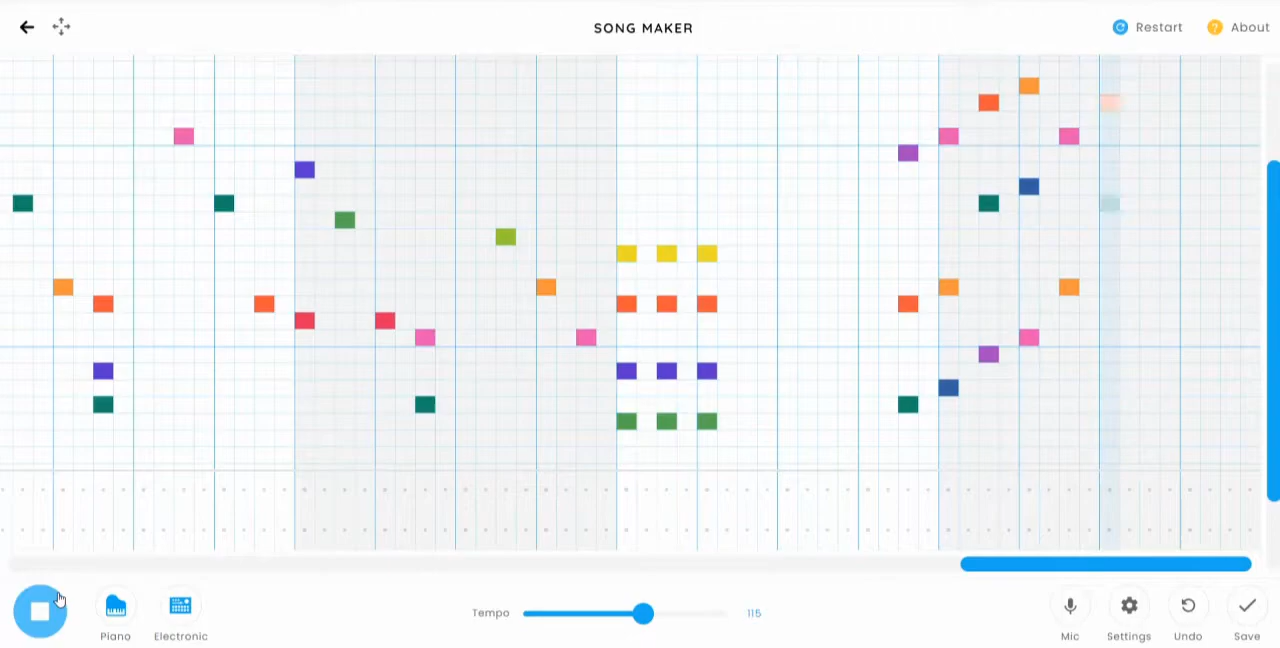 SONG MAKER
Restart
About
Piano
Electronic
Tempo
115
Mic
Settings
Undo
Save